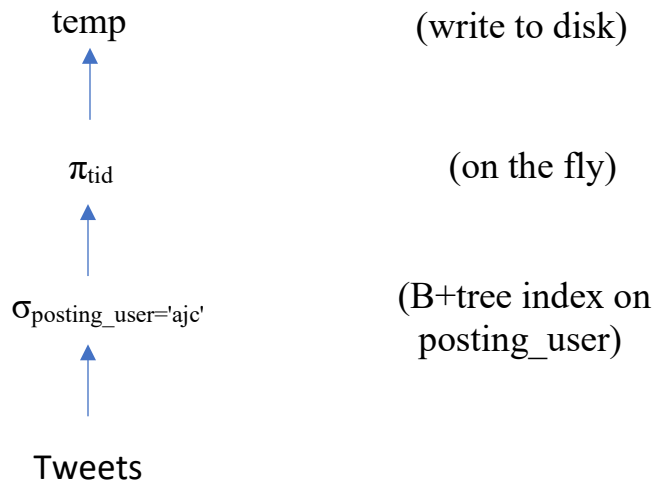 temp (write to disk)
πtid (on the fly)
σposting_user='ajc' (B+tree index on
posting_user)
Tweets